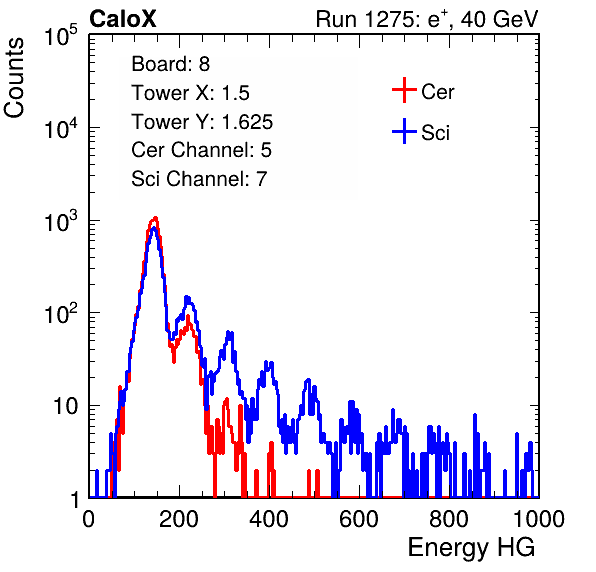 CaloX Run 1275: e⁺, 40 GeV
10⁵
Counts
Board: 8
Tower X: 1.5
Tower Y: 1.625
Cer Channel: 5
Sci Channel: 7
Cer
Sci
10⁴
10³
10²
10
1
0 200 400 600 800 1000
Energy HG